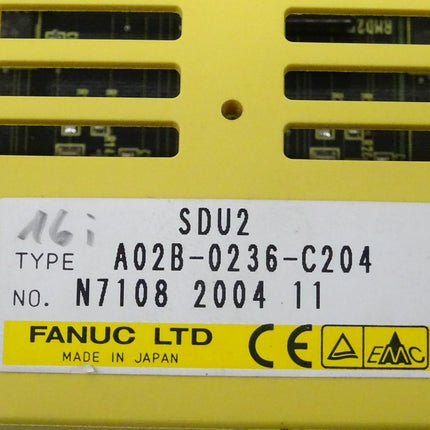 16i
SDU2
TYPE A02B-0236-C204
NO. N7108 2004 11
FANUC LTD
MADE IN JAPAN
CE
EMC